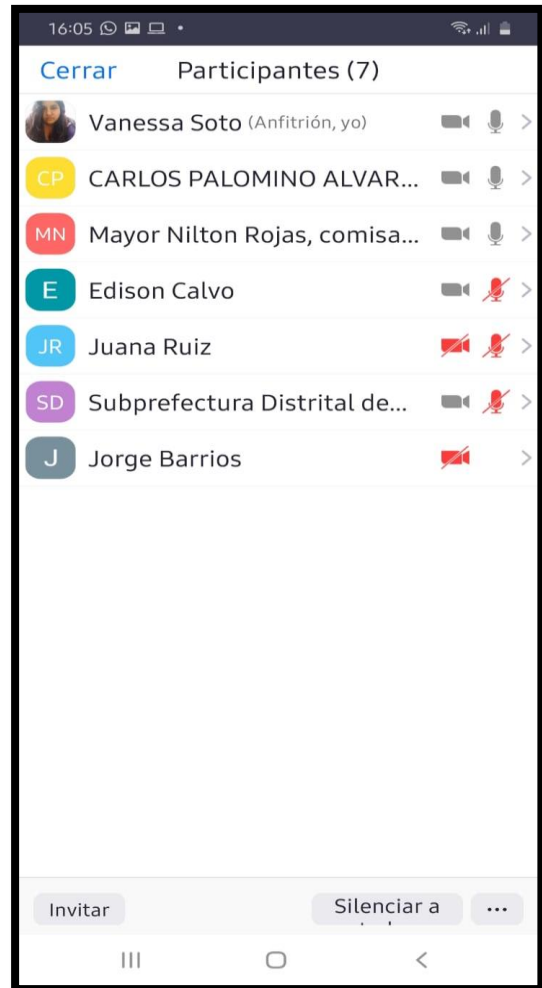 16:05
Cerrar Participantes (7)
Vanessa Soto (Anfitrión, yo)
CP CARLOS PALOMINO ALVAR...
MN Mayor Nilton Rojas, comisa...
E Edison Calvo
JR Juana Ruiz
SD Subprefectura Distrital de...
J Jorge Barrios
Invitar Silenciar a ...